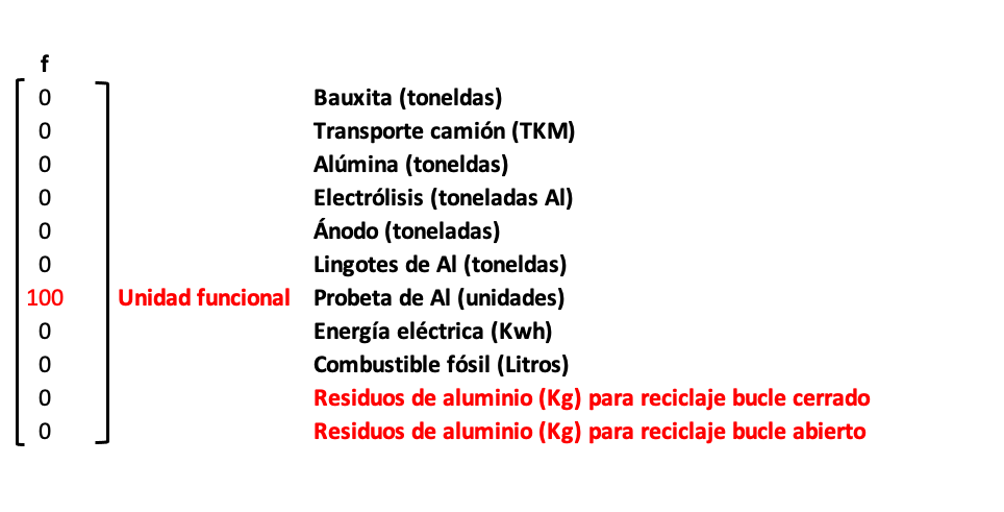 f
0 Bauxita (toneldas)
0 Transporte camión (TKM)
0 Alúmina (toneldas)
0 Electrólisis (toneladas Al)
0 Ánodo (toneladas)
0 Lingotes de Al (toneldas)
100 Unidad funcional Probeta de Al (unidades)
0 Energía eléctrica (Kwh)
0 Combustible fósil (Litros)
0 Residuos de aluminio (Kg) para reciclaje bucle cerrado
0 Residuos de aluminio (Kg) para reciclaje bucle abierto